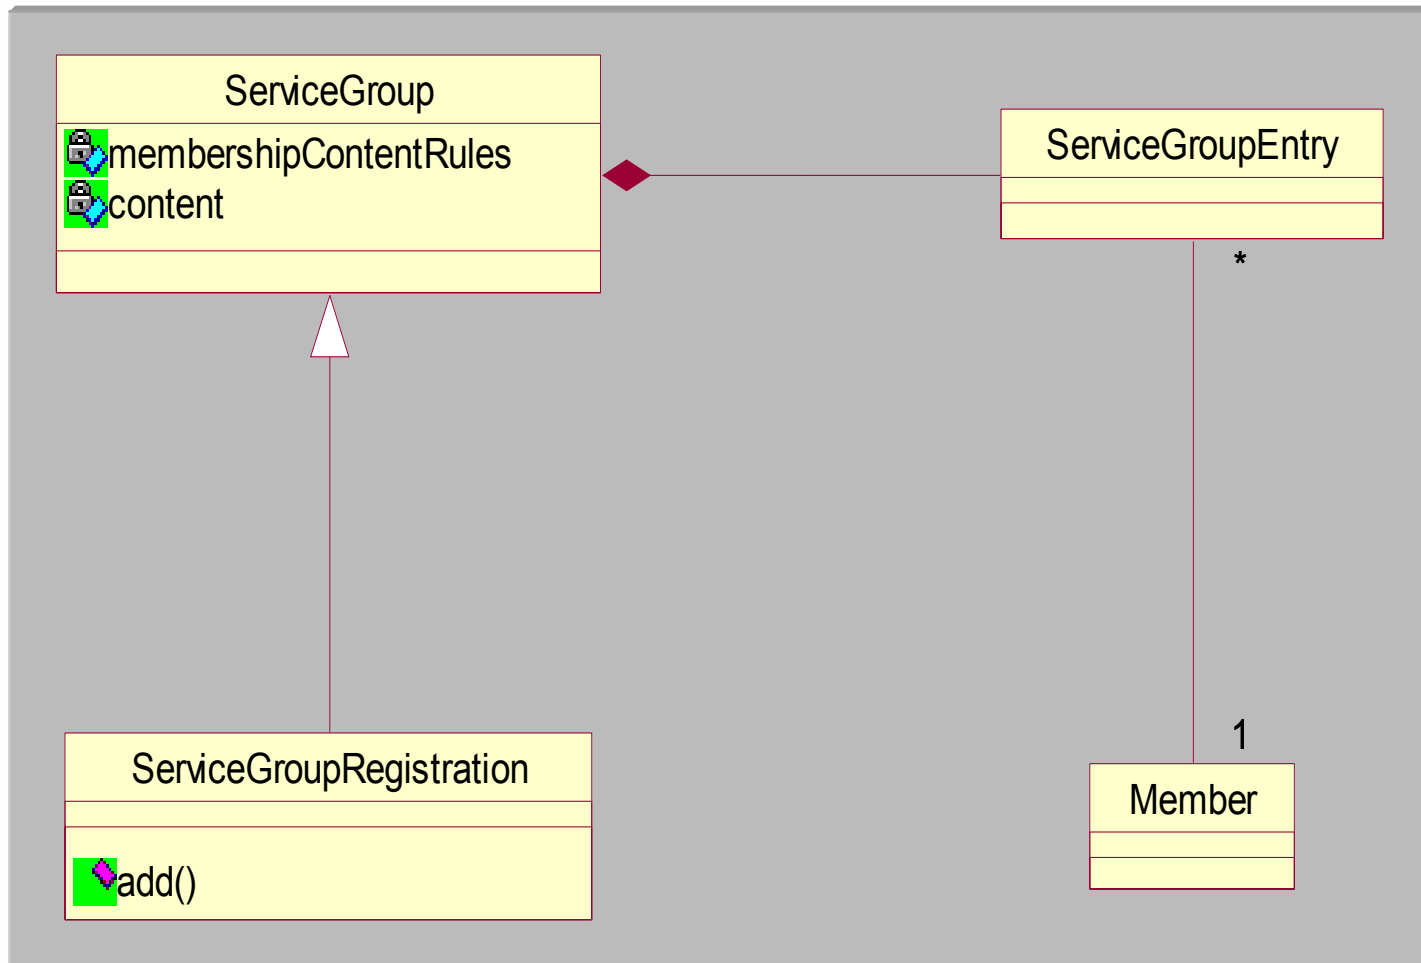 ServiceGroup
membershipContentRules
content
ServiceGroupEntry
*
1
ServiceGroupRegistration
add()
Member